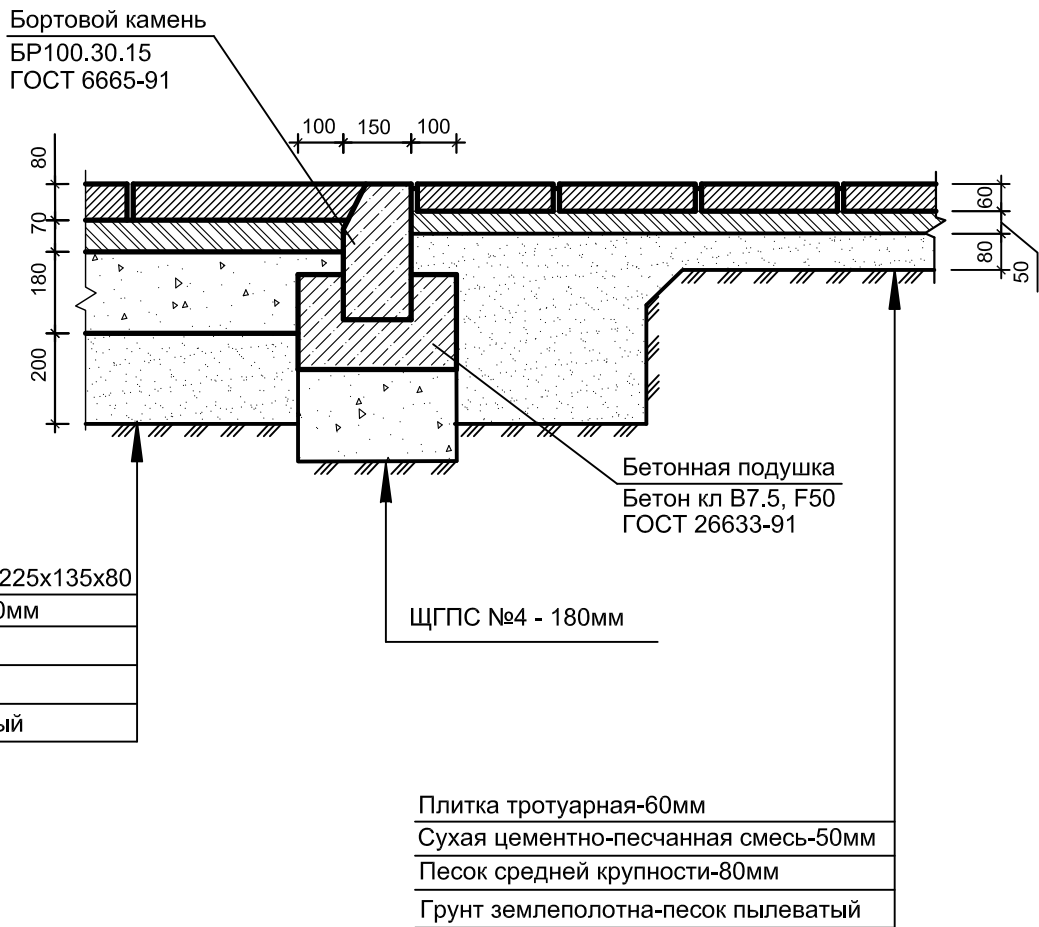 Бортовой камень
БР100.30.15
ГОСТ 6665-91
100 150 100
80
70
180
200
60
80
50
Бетонная подушка
Бетон кл В7.5, F50
ГОСТ 26633-91
225х135х80
0мм
ый
ЩГПС №4 - 180мм
Плитка тротуарная-60мм
Сухая цементно-песчанная смесь-50мм
Песок средней крупности-80мм
Грунт землеполотна-песок пылеватый